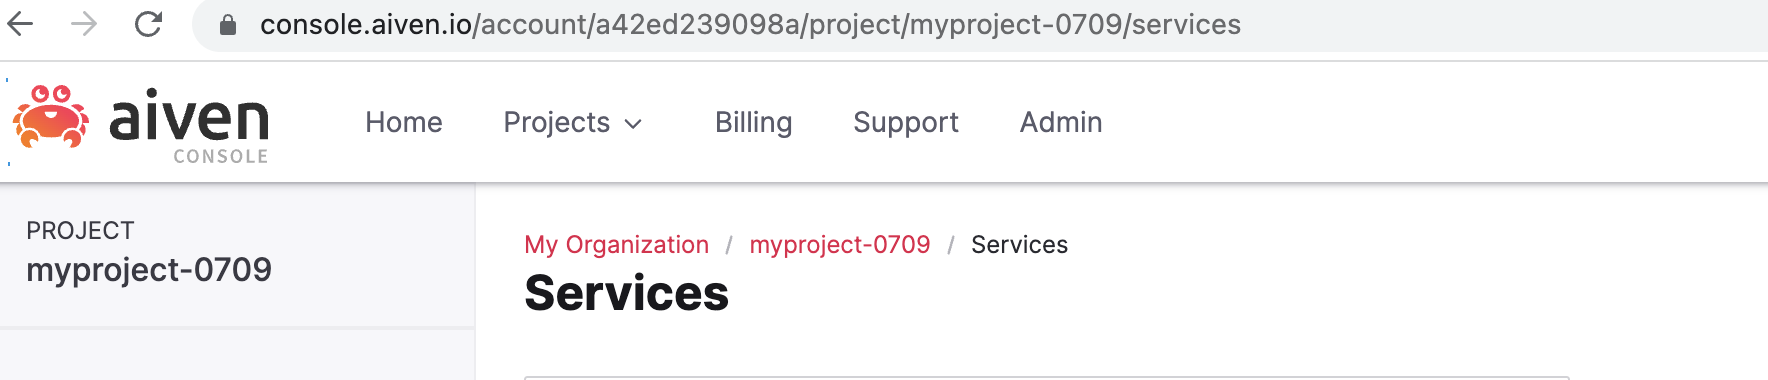 console.aiven.io/account/a42ed239098a/project/myproject-0709/services
aiven
CONSOLE
Home Projects Billing Support Admin
PROJECT
myproject-0709
My Organization / myproject-0709 / Services
Services